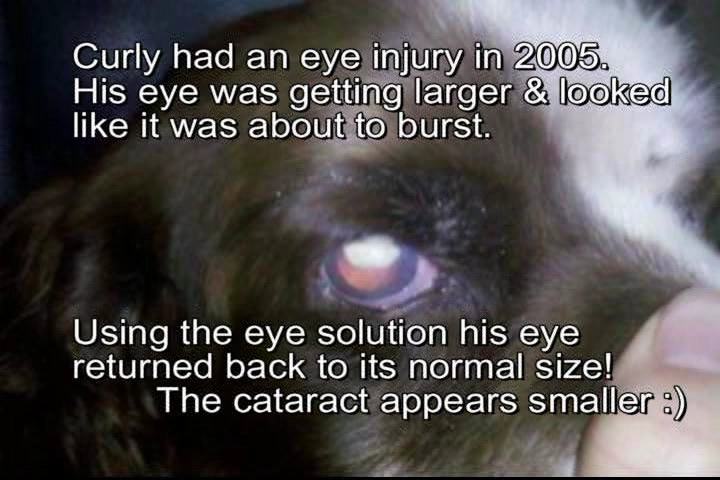 Curly had an eye injury in 2005.
His eye was getting larger & looked
like it was about to burst.
Using the eye solution his eye
returned back to its normal size!
The cataract appears smaller :)